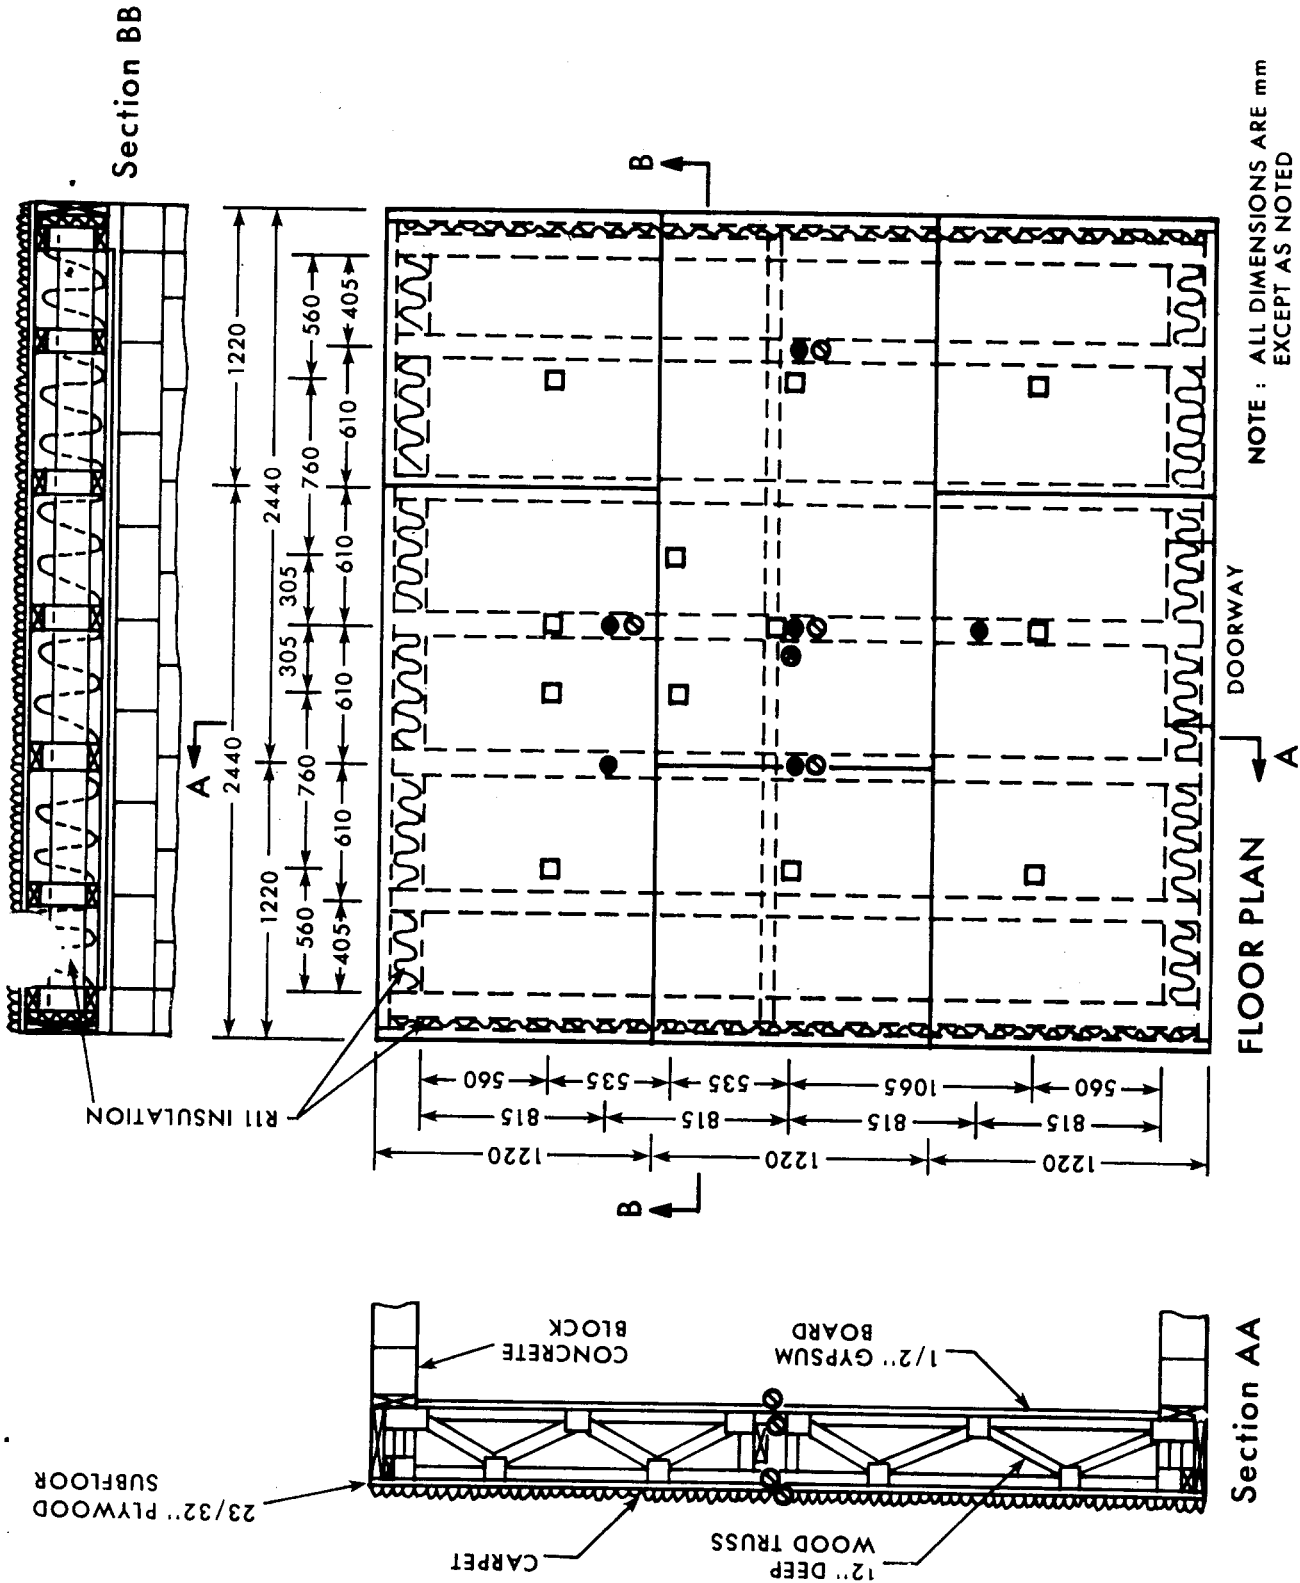 Section BB
1220
2440
2440
1220
560
760
305
305
760
560
405
610
610
610
610
405
A
B
R11 INSULATION
560
535
535
1065
560
815
815
815
815
1220
1220
1220
B
DOORWAY
A
FLOOR PLAN
NOTE : ALL DIMENSIONS ARE mm
EXCEPT AS NOTED
CONCRETE
BLOCK
1/2" GYPSUM
BOARD
23/32" PLYWOOD
SUBFLOOR
CARPET
12" DEEP
WOOD TRUSS
Section AA